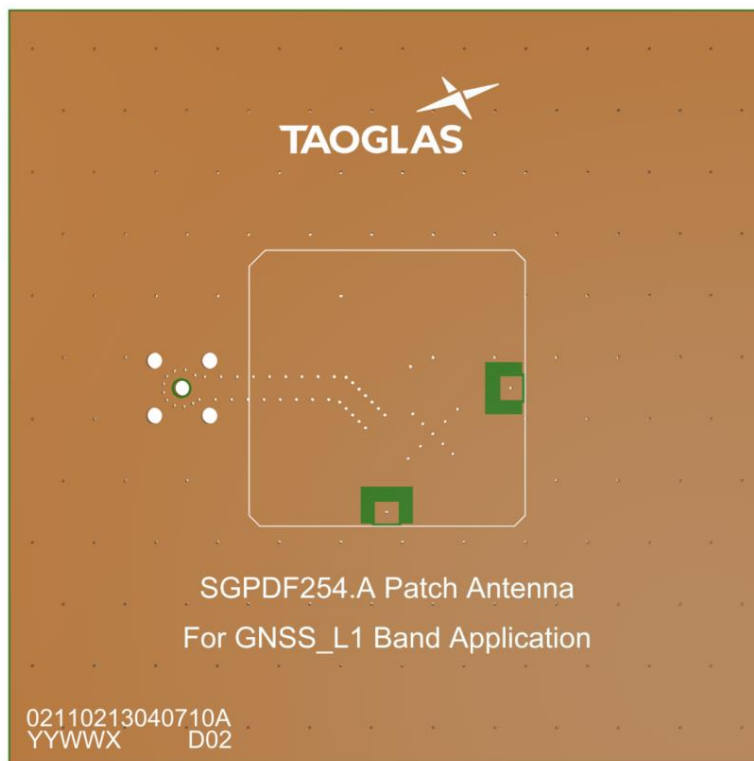 TAOGLAS
SGPDF254.A Patch Antenna
For GNSS_L1 Band Application
02110213040710A
YYWWX D02